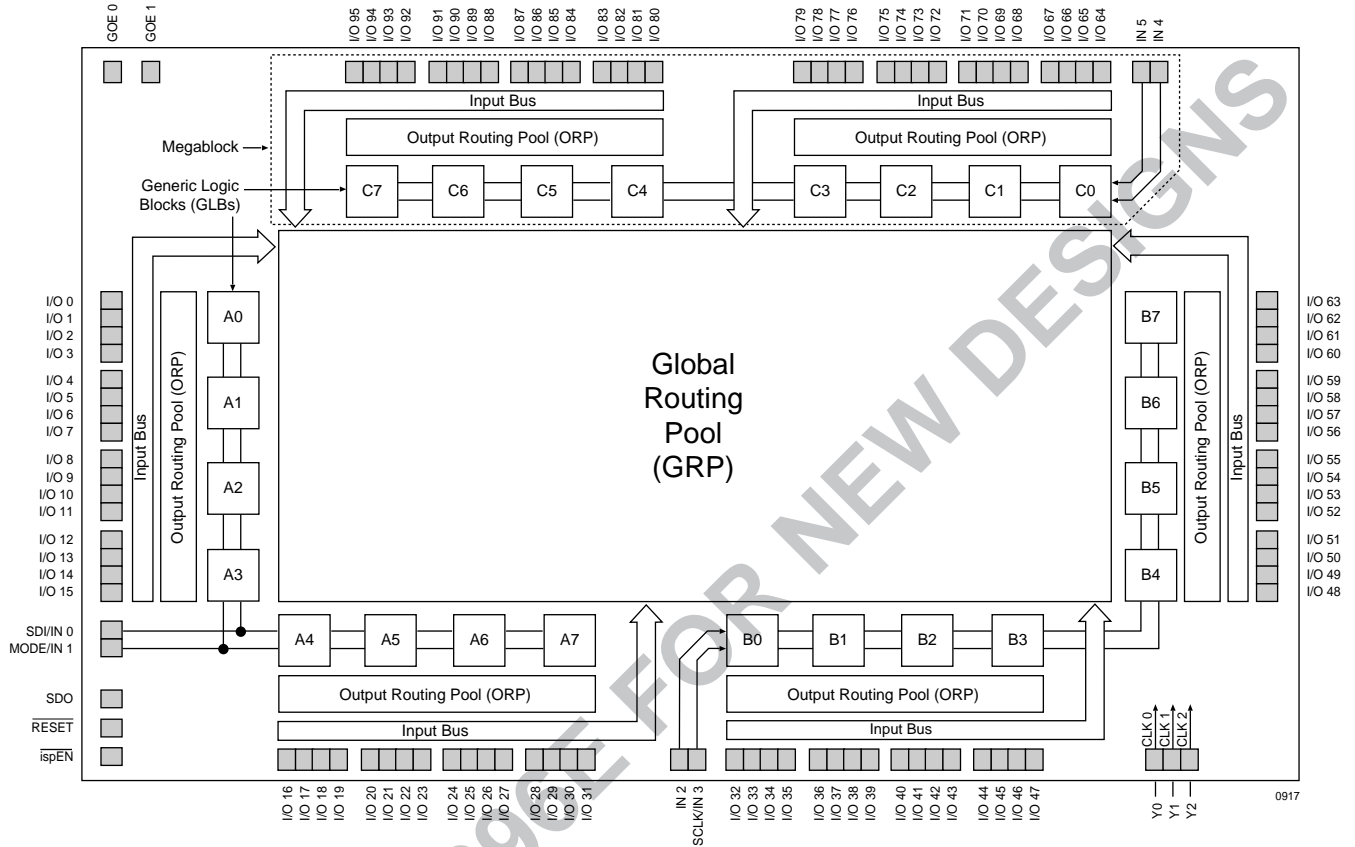 GOE 0
GOE 1
I/O 95
I/O 94
I/O 93
I/O 92
I/O 91
I/O 90
I/O 89
I/O 88
I/O 87
I/O 86
I/O 85
I/O 84
I/O 83
I/O 82
I/O 81
I/O 80
I/O 79
I/O 78
I/O 77
I/O 76
I/O 75
I/O 74
I/O 73
I/O 72
I/O 71
I/O 70
I/O 69
I/O 68
I/O 67
I/O 66
I/O 65
I/O 64
IN 5
IN 4
Input Bus
Input Bus
Output Routing Pool (ORP)
Output Routing Pool (ORP)
Megablock
Generic Logic
Blocks (GLBs)
C7
C6
C5
C4
C3
C2
C1
C0
I/O 0
I/O 1
I/O 2
I/O 3
I/O 4
I/O 5
I/O 6
I/O 7
I/O 8
I/O 9
I/O 10
I/O 11
I/O 12
I/O 13
I/O 14
I/O 15
Input Bus
Output Routing Pool (ORP)
A0
A1
A2
A3
Global
Routing
Pool
(GRP)
B7
B6
B5
B4
Output Routing Pool (ORP)
Input Bus
I/O 63
I/O 62
I/O 61
I/O 60
I/O 59
I/O 58
I/O 57
I/O 56
I/O 55
I/O 54
I/O 53
I/O 52
I/O 51
I/O 50
I/O 49
I/O 48
SDI/IN 0
MODE/IN 1
SDO
RESET
ispEN
A4
A5
A6
A7
B0
B1
B2
B3
Output Routing Pool (ORP)
Output Routing Pool (ORP)
Input Bus
Input Bus
CLK 0
CLK 1
CLK 2
I/O 16
I/O 17
I/O 18
I/O 19
I/O 20
I/O 21
I/O 22
I/O 23
I/O 24
I/O 25
I/O 26
I/O 27
I/O 28
I/O 29
I/O 30
I/O 31
IN 2
SCLK/IN 3
I/O 32
I/O 33
I/O 34
I/O 35
I/O 36
I/O 37
I/O 38
I/O 39
I/O 40
I/O 41
I/O 42
I/O 43
I/O 44
I/O 45
I/O 46
I/O 47
Y0
Y1
Y2
0917
96E FOR NEW DESIGNS